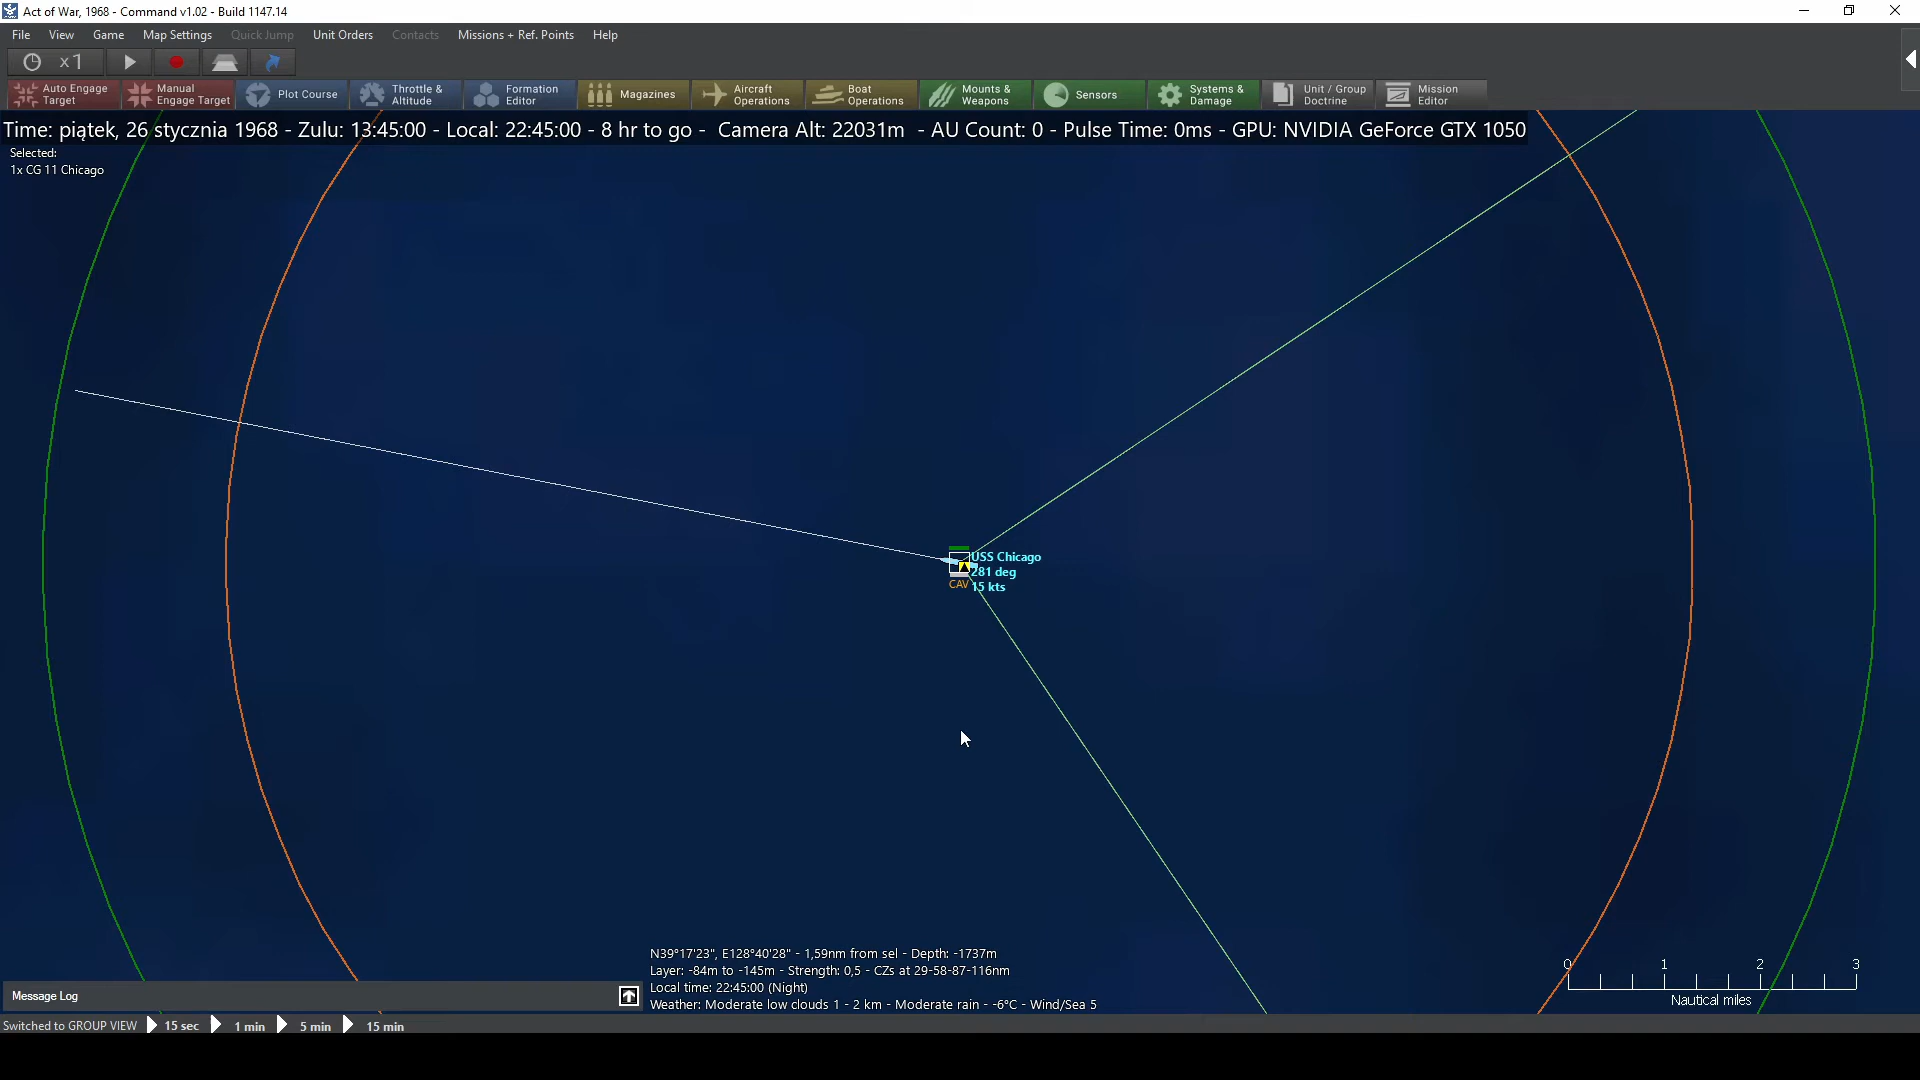 Act of War, 1968 - Command v1.02 - Build 1147.14
File View Game Map Settings Quick Jump Unit Orders Contacts Missions + Ref. Points Help
x1
Auto Engage
Target
Manual
Engage Target
Plot Course
Throttle &
Altitude
Formation
Editor
Magazines
Aircraft
Operations
Boat
Operations
Mounts &
Weapons
Sensors
Systems &
Damage
Unit / Group
Doctrine
Mission
Editor
Time: piątek, 26 stycznia 1968 - Zulu: 13:45:00 - Local: 22:45:00 - 8 hr to go - Camera Alt: 22031m - AU Count: 0 - Pulse Time: 0ms - GPU: NVIDIA GeForce GTX 1050
Selected:
1x CG 11 Chicago
USS Chicago
281 deg
15 kts
CAV
N39°17'23", E128°40'28" - 1,59nm from sel - Depth: -1737m
Layer: -84m to -145m - Strength: 0,5 - CZs at 29-58-87-116nm
Local time: 22:45:00 (Night)
Weather: Moderate low clouds 1 - 2 km - Moderate rain - -6°C - Wind/Sea 5
0 1 2 3
Nautical miles
Message Log
Switched to GROUP VIEW 15 sec 1 min 5 min 15 min